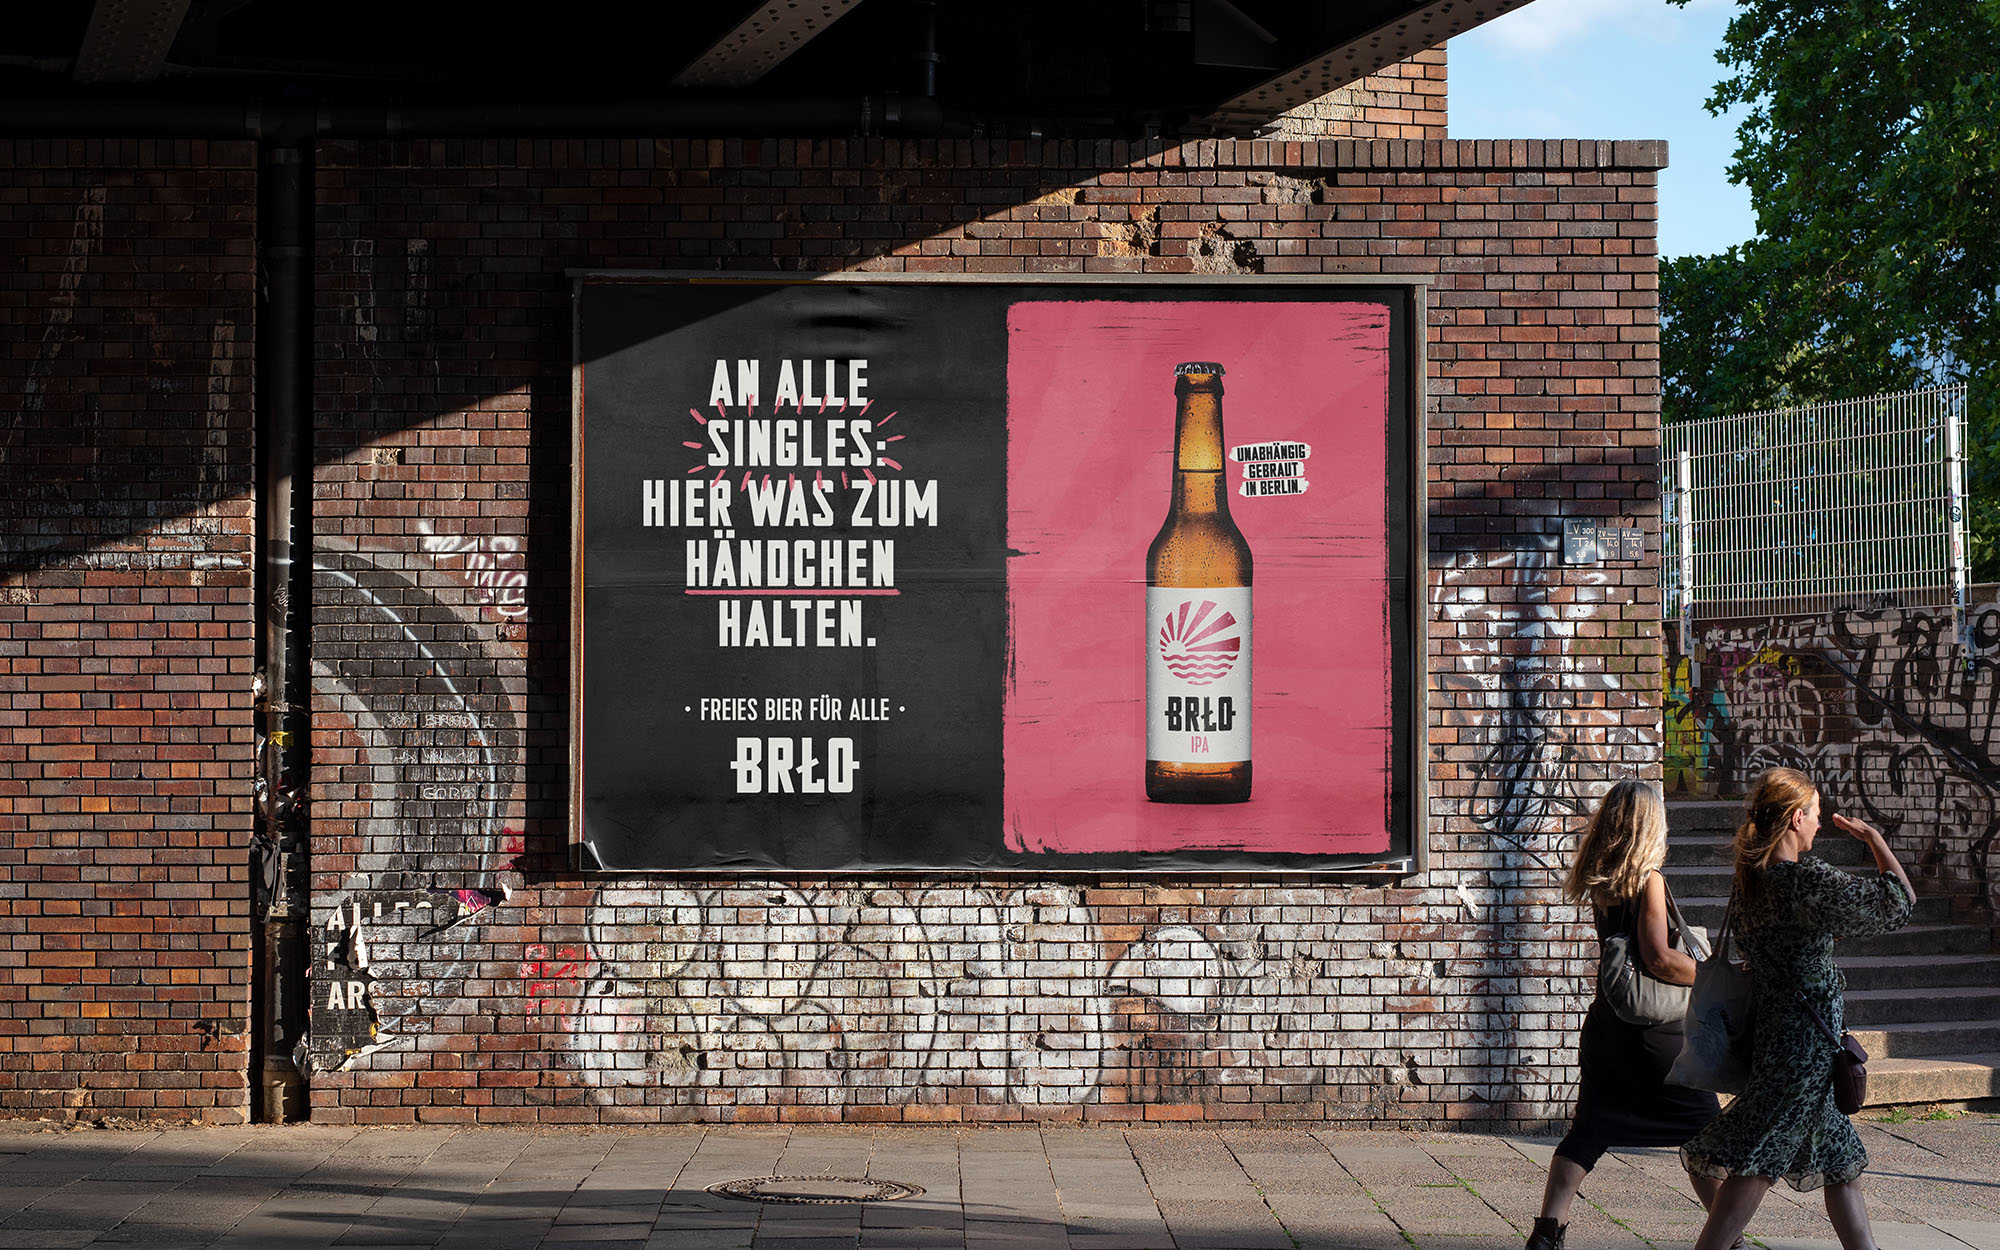 AN ALLE
SINGLES:
HIER WAS ZUM
HÄNDCHEN
HALTEN.
• FREIES BIER FÜR ALLE •
BRŁO
UNABHÄNGIG
GEBRAUT
IN BERLIN.
BRŁO
IPA
V 300